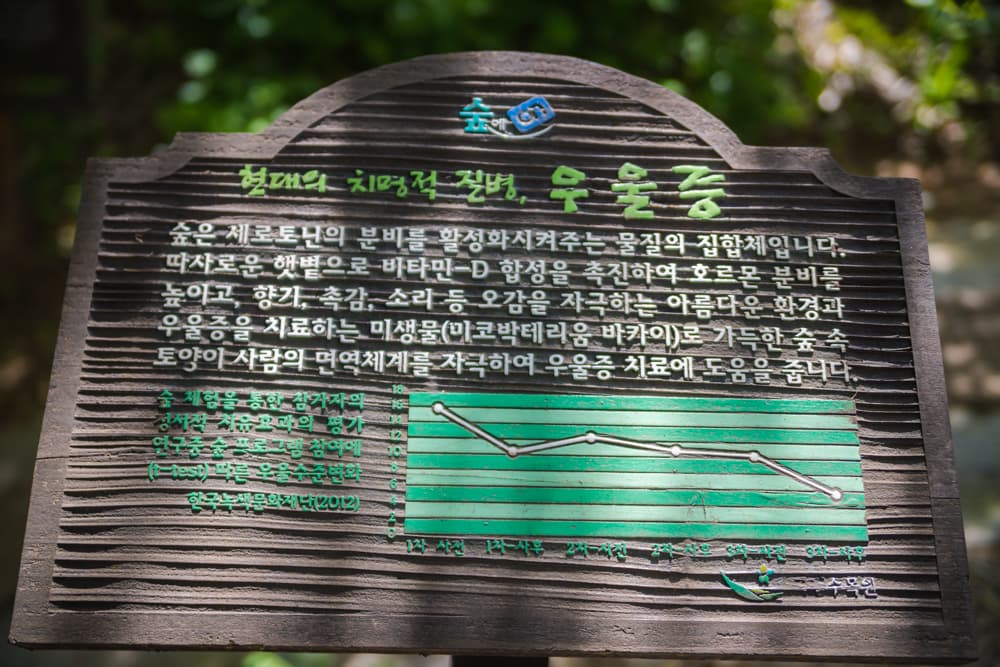 숲에
현대의 치명적 질병, 우울증
숲은 세로토닌의 분비를 활성화시켜주는 물질의 집합체입니다.
따사로운 햇볕으로 비타민-D 합성을 촉진하여 호르몬 분비를
높이고, 향기, 촉감, 소리 등 오감을 자극하는 아름다운 환경과
우울증을 치료하는 미생물(미코박테리움 바카이)로 가득한 숲 속
토양이 사람의 면역체계를 자극하여 우울증 치료에 도움을 줍니다.
숲 체험을 통한 참가자의
치유효과의 평가
연구중 숲 프로그램 참여에
(t-test) 따른 우울수준변화
한국녹색문화재단(2012)
18
16
12
10
8
6
2
0
1차 사전 1차-사후 2차-사전 2차-사후 3차-사전 3차-사후
수목원